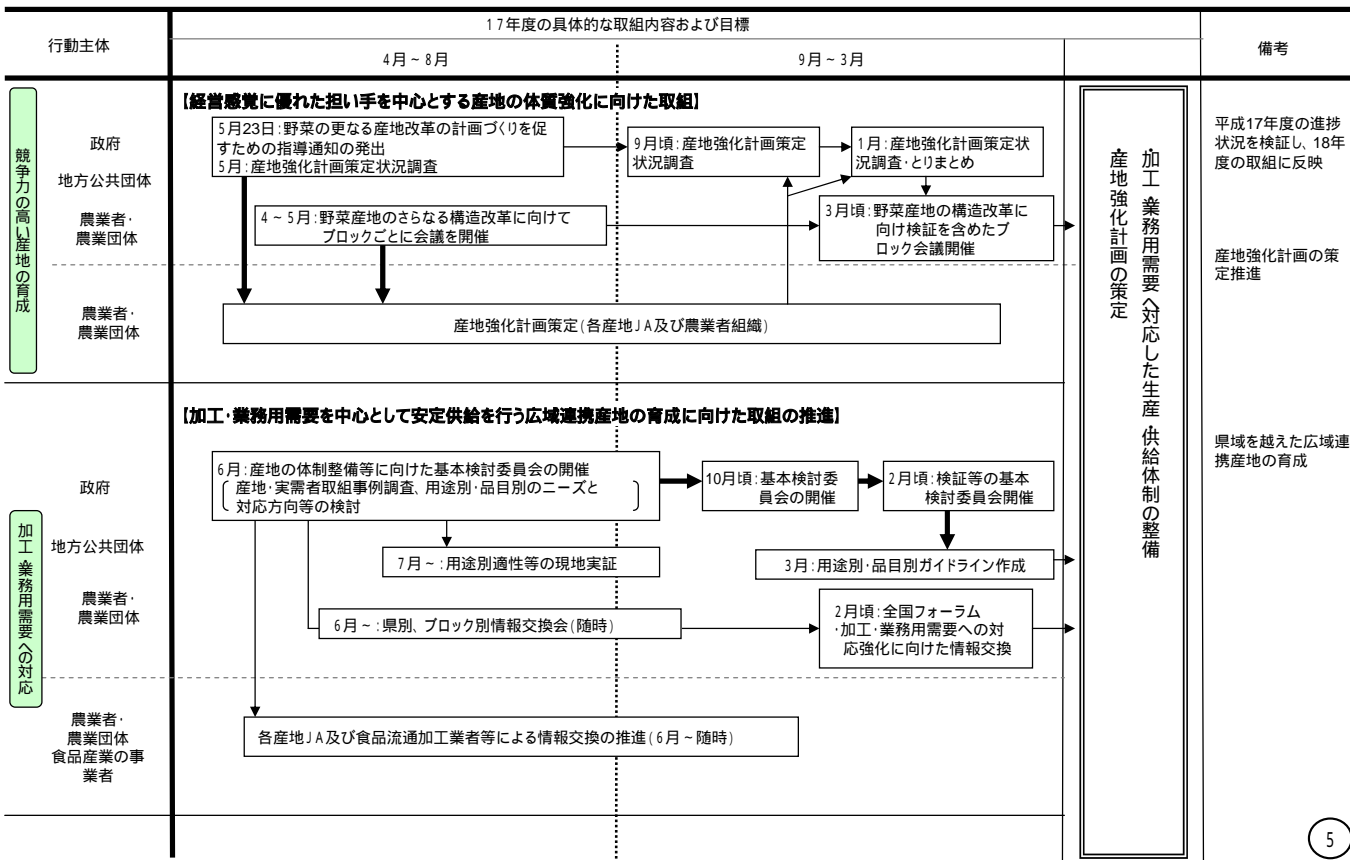 行動主体
17年度の具体的な取組内容および目標
4月～8月
9月～3月
備考
競争力の高い産地の育成
政府
地方公共団体
農業者・
農業団体
農業者・
農業団体
【経営感覚に優れた担い手を中心とする産地の体質強化に向けた取組】
5月23日：野菜の更なる産地改革の計画づくりを促
すための指導通知の発出
5月：産地強化計画策定状況調査
9月頃：産地強化計画策定
状況調査
1月：産地強化計画策定状
況調査・とりまとめ
4～5月：野菜産地のさらなる構造改革に向けて
ブロックごとに会議を開催
3月頃：野菜産地の構造改革に
向け検証を含めたブ
ロック会議開催
産地強化計画策定（各産地JA及び農業者組織）
加工・業務用需要への対応
政府
地方公共団体
農業者・
農業団体
農業者・
農業団体
食品産業の事
業者
【加工・業務用需要を中心として安定供給を行う広域連携産地の育成に向けた取組の推進】
6月：産地の体制整備等に向けた基本検討委員会の開催
産地・実需者取組事例調査、用途別・品目別のニーズと
対応方向等の検討
10月頃：基本検討委
員会の開催
2月：検証等の基本
検討委員会開催
7月～：用途別適性等の現地実証
3月：用途別・品目別ガイドライン作成
6月～：県別、ブロック別情報交換会（随時）
2月頃：全国フォーラム
・加工・業務用需要への対
応強化に向けた情報交換
各産地JA及び食品流通加工業者等による情報交換の推進（6月～随時）
・加工・業務用需要へ対応した生産・供給体制の整備
・産地強化計画の策定
平成17年度の進捗
状況を検証し、18年
度の取組に反映
産地強化計画の策
定推進
県域を越えた広域連
携産地の育成
5